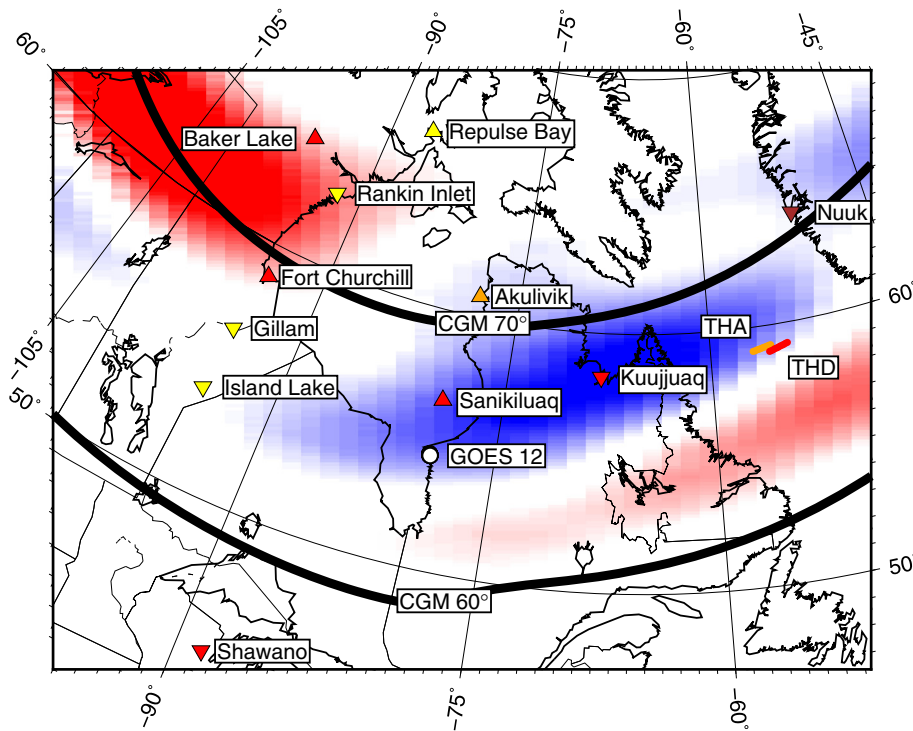 60°
-105°
-90°
-75°
-60°
-45°
Baker Lake
Repulse Bay
Rankin Inlet
Nuuk
Fort Churchill
Akulivik
60°
CGM 70°
THA
Gillam
-105°
THD
Kuujjuaq
Island Lake
50°
Sanikiluaq
GOES 12
50°
CGM 60°
Shawano
-90°
-75°
-60°